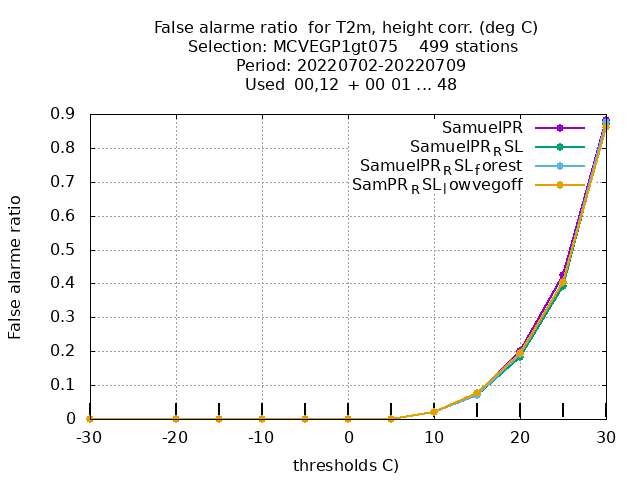 False alarme ratio  for T2m, height corr. (deg C)
Selection: MCVEGP1gt075    499 stations
Period: 20220702-20220709
Used  00,12  + 00 01 ... 48
SamuelPR
SamuelPR_RSL
SamuelPR_RSL_forest
SamPR_RSL_lowvegoff
False alarme ratio
0.9
0.8
0.7
0.6
0.5
0.4
0.3
0.2
0.1
0
-30 -20 -10 0 10 20 30
thresholds C)